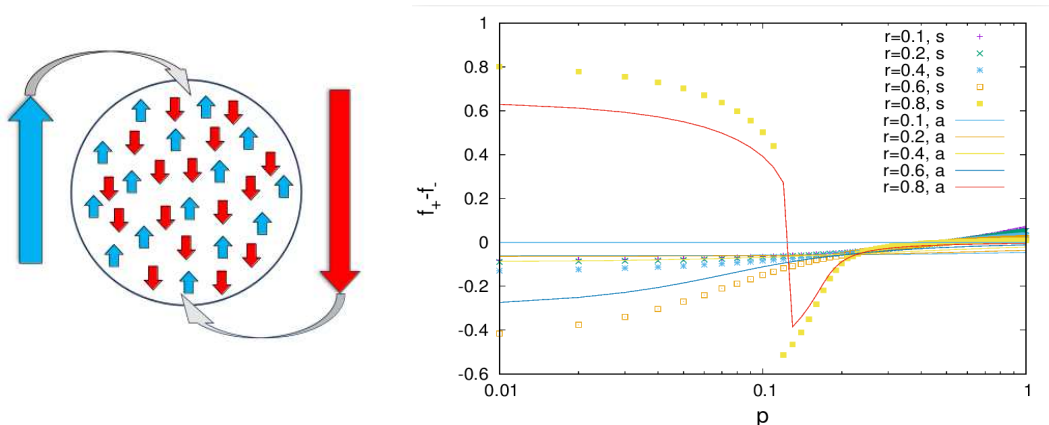 1
0.8
0.6
0.4
0.2
0
-0.2
-0.4
-0.6
f+-f-
0.01
0.1
1
p
r=0.1, s
r=0.2, s
r=0.4, s
r=0.6, s
r=0.8, s
r=0.1, a
r=0.2, a
r=0.4, a
r=0.6, a
r=0.8, a